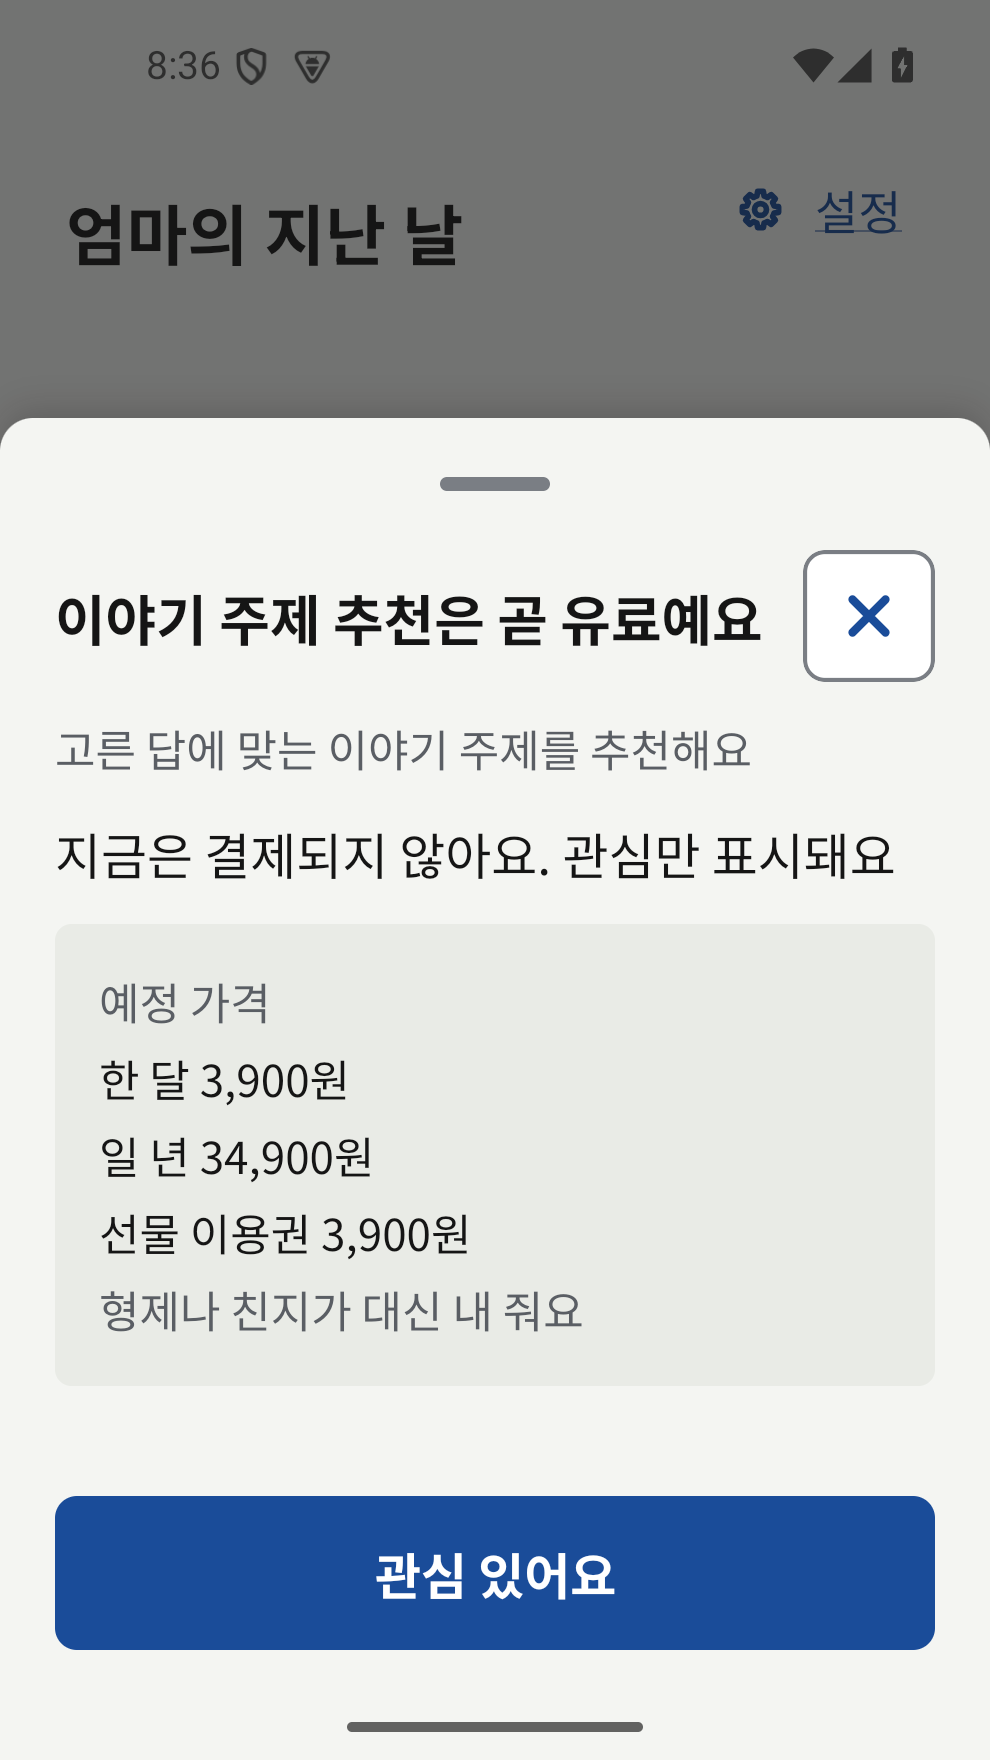 8:36
엄마의 지난 날
설정
이야기 주제 추천은 곧 유료예요
고른 답에 맞는 이야기 주제를 추천해요
지금은 결제되지 않아요. 관심만 표시돼요
예정 가격
한 달 3,900원
일 년 34,900원
선물 이용권 3,900원
형제나 친지가 대신 내 줘요
관심 있어요